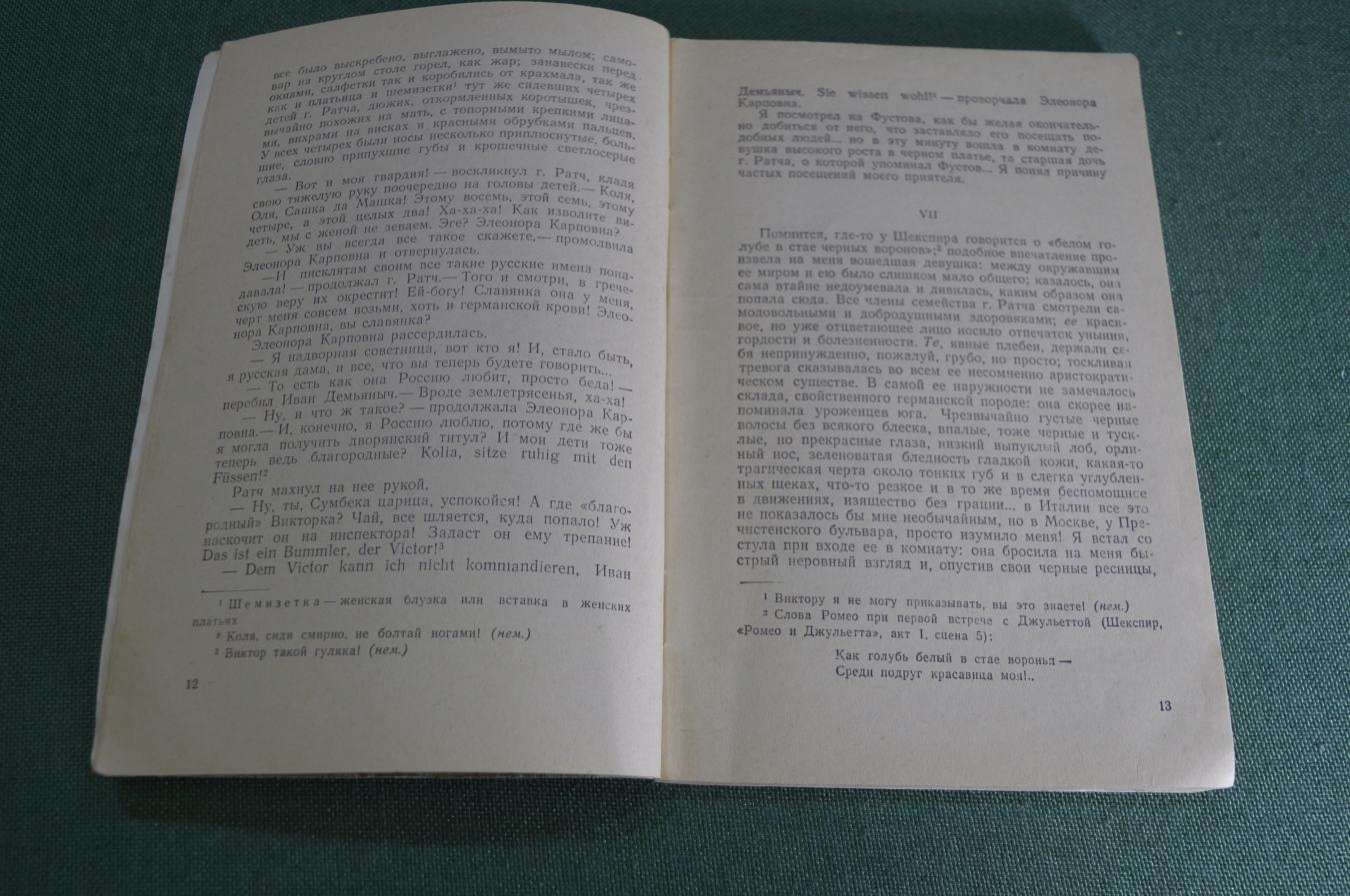 все было выскребено, выглажено, вымыто мылом; само-
вар на круглом столе горел, как жар; занавески перед
окнами, салфетки так и коробились от крахмала, так же
как и платьица и шемизетки¹ тут же сидевших четырех
детей г. Ратча, дюжих, откормленных коротышек, чрез-
вычайно похожих на мать, с топорными крепкими лица-
ми, вихрами на висках и красными обрубками пальцев.
У всех четырех были носы несколько приплюснутые, боль-
шие, словно припухшие губы и крошечные светлосерые
глаза.
— Вот и моя гвардия! — воскликнул г. Ратч, кладя
свою тяжелую руку поочередно на головы детей.— Коля,
Оля, Сашка да Машка! Этому восемь, этой семь, этому
четыре, а этой целых два! Ха-ха-ха! Как изволите ви-
деть, мы с женой не зеваем. Эге? Элеонора Карповна?
— Уж вы всегда все такое скажете,— промолвила
Элеонора Карповна и отвернулась.
—И писклятам своим все такие русские имена пона-
давала! — продолжал г. Ратч.— Того и смотри, в грече-
скую веру их окрестит! Ей-богу! Славянка она у меня,
черт меня совсем возьми, хоть и германской крови! Элео-
нора Карповна, вы славянка?
Элеонора Карповна рассердилась.
— Я надворная советница, вот кто я! И, стало быть,
я русская дама, и все, что вы теперь будете говорить...
— То есть как она Россию любит, просто беда! —
перебил Иван Демьяныч.— Вроде землетрясенья, ха-ха!
— Ну, и что ж такое? — продолжала Элеонора Кар-
повна.— И, конечно, я Россию люблю, потому где же бы
я могла получить дворянский титул? И мои дети тоже
теперь ведь благородные? Kolia, sitze ruhig mit den
Füssen!²
Ратч махнул на нее рукой.
— Ну, ты, Сумбека царица, успокойся! А где «благо-
родный» Викторка? Чай, все шляется, куда попало! Уж
наскочит он на инспектора! Задаст он ему трепание!
Das ist ein Bummler, der Victor!³
— Dem Victor kann ich nicht kommandieren, Иван
¹ Шемизетка — женская блузка или вставка в женских
платьях
² Коля, сиди смирно, не болтай ногами! (нем.)
³ Виктор такой гуляка! (нем.)
12
Демьяныч. Sie wissen wohl!¹ — проворчала Элеонора
Карповна.
Я посмотрел на Фустова, как бы желая окончатель-
но добиться от него, что заставляло его посещать по-
добных людей... но в эту минуту вошла в комнату де-
вушка высокого роста в черном платье, та старшая дочь
г. Ратча, о которой упоминал Фустов... Я понял причину
частых посещений моего приятеля.
VII
Помнится, где-то у Шекспира говорится о «белом го-
лубе в стае черных воронов»;² подобное впечатление про-
извела на меня вошедшая девушка: между окружавшим
ее миром и ею было слишком мало общего; казалось, она
сама втайне недоумевала и дивилась, каким образом она
попала сюда. Все члены семейства г. Ратча смотрели са-
модовольными и добродушными здоровяками; ее краси-
вое, но уже отцветающее лицо носило отпечаток уныния,
гордости и болезненности. Те, явные плебеи, держали се-
бя непринужденно, пожалуй, грубо, но просто; тоскливая
тревога сказывалась во всем ее несомненно аристократи-
ческом существе. В самой ее наружности не замечалось
склада, свойственного германской породе: она скорее на-
поминала уроженцев юга. Чрезвычайно густые черные
волосы без всякого блеска, впалые, тоже черные и туск-
лые, но прекрасные глаза, низкий выпуклый лоб, орли-
ный нос, зеленоватая бледность гладкой кожи, какая-то
трагическая черта около тонких губ и в слегка углублен-
ных щеках, что-то резкое и в то же время беспомощное
в движениях, изящество без грации... в Италии все это
не показалось бы мне необычайным, но в Москве, у Пре-
чистенского бульвара, просто изумило меня! Я встал со
стула при входе ее в комнату: она бросила на меня бы-
стрый неровный взгляд и, опустив свои черные ресницы,
¹ Виктору я не могу приказывать, вы это знаете! (нем.)
² Слова Ромео при первой встрече с Джульеттой (Шекспир,
«Ромео и Джульетта», акт I, сцена 5):
Как голубь белый в стае воронья —
Среди подруг красавица моя!..
13